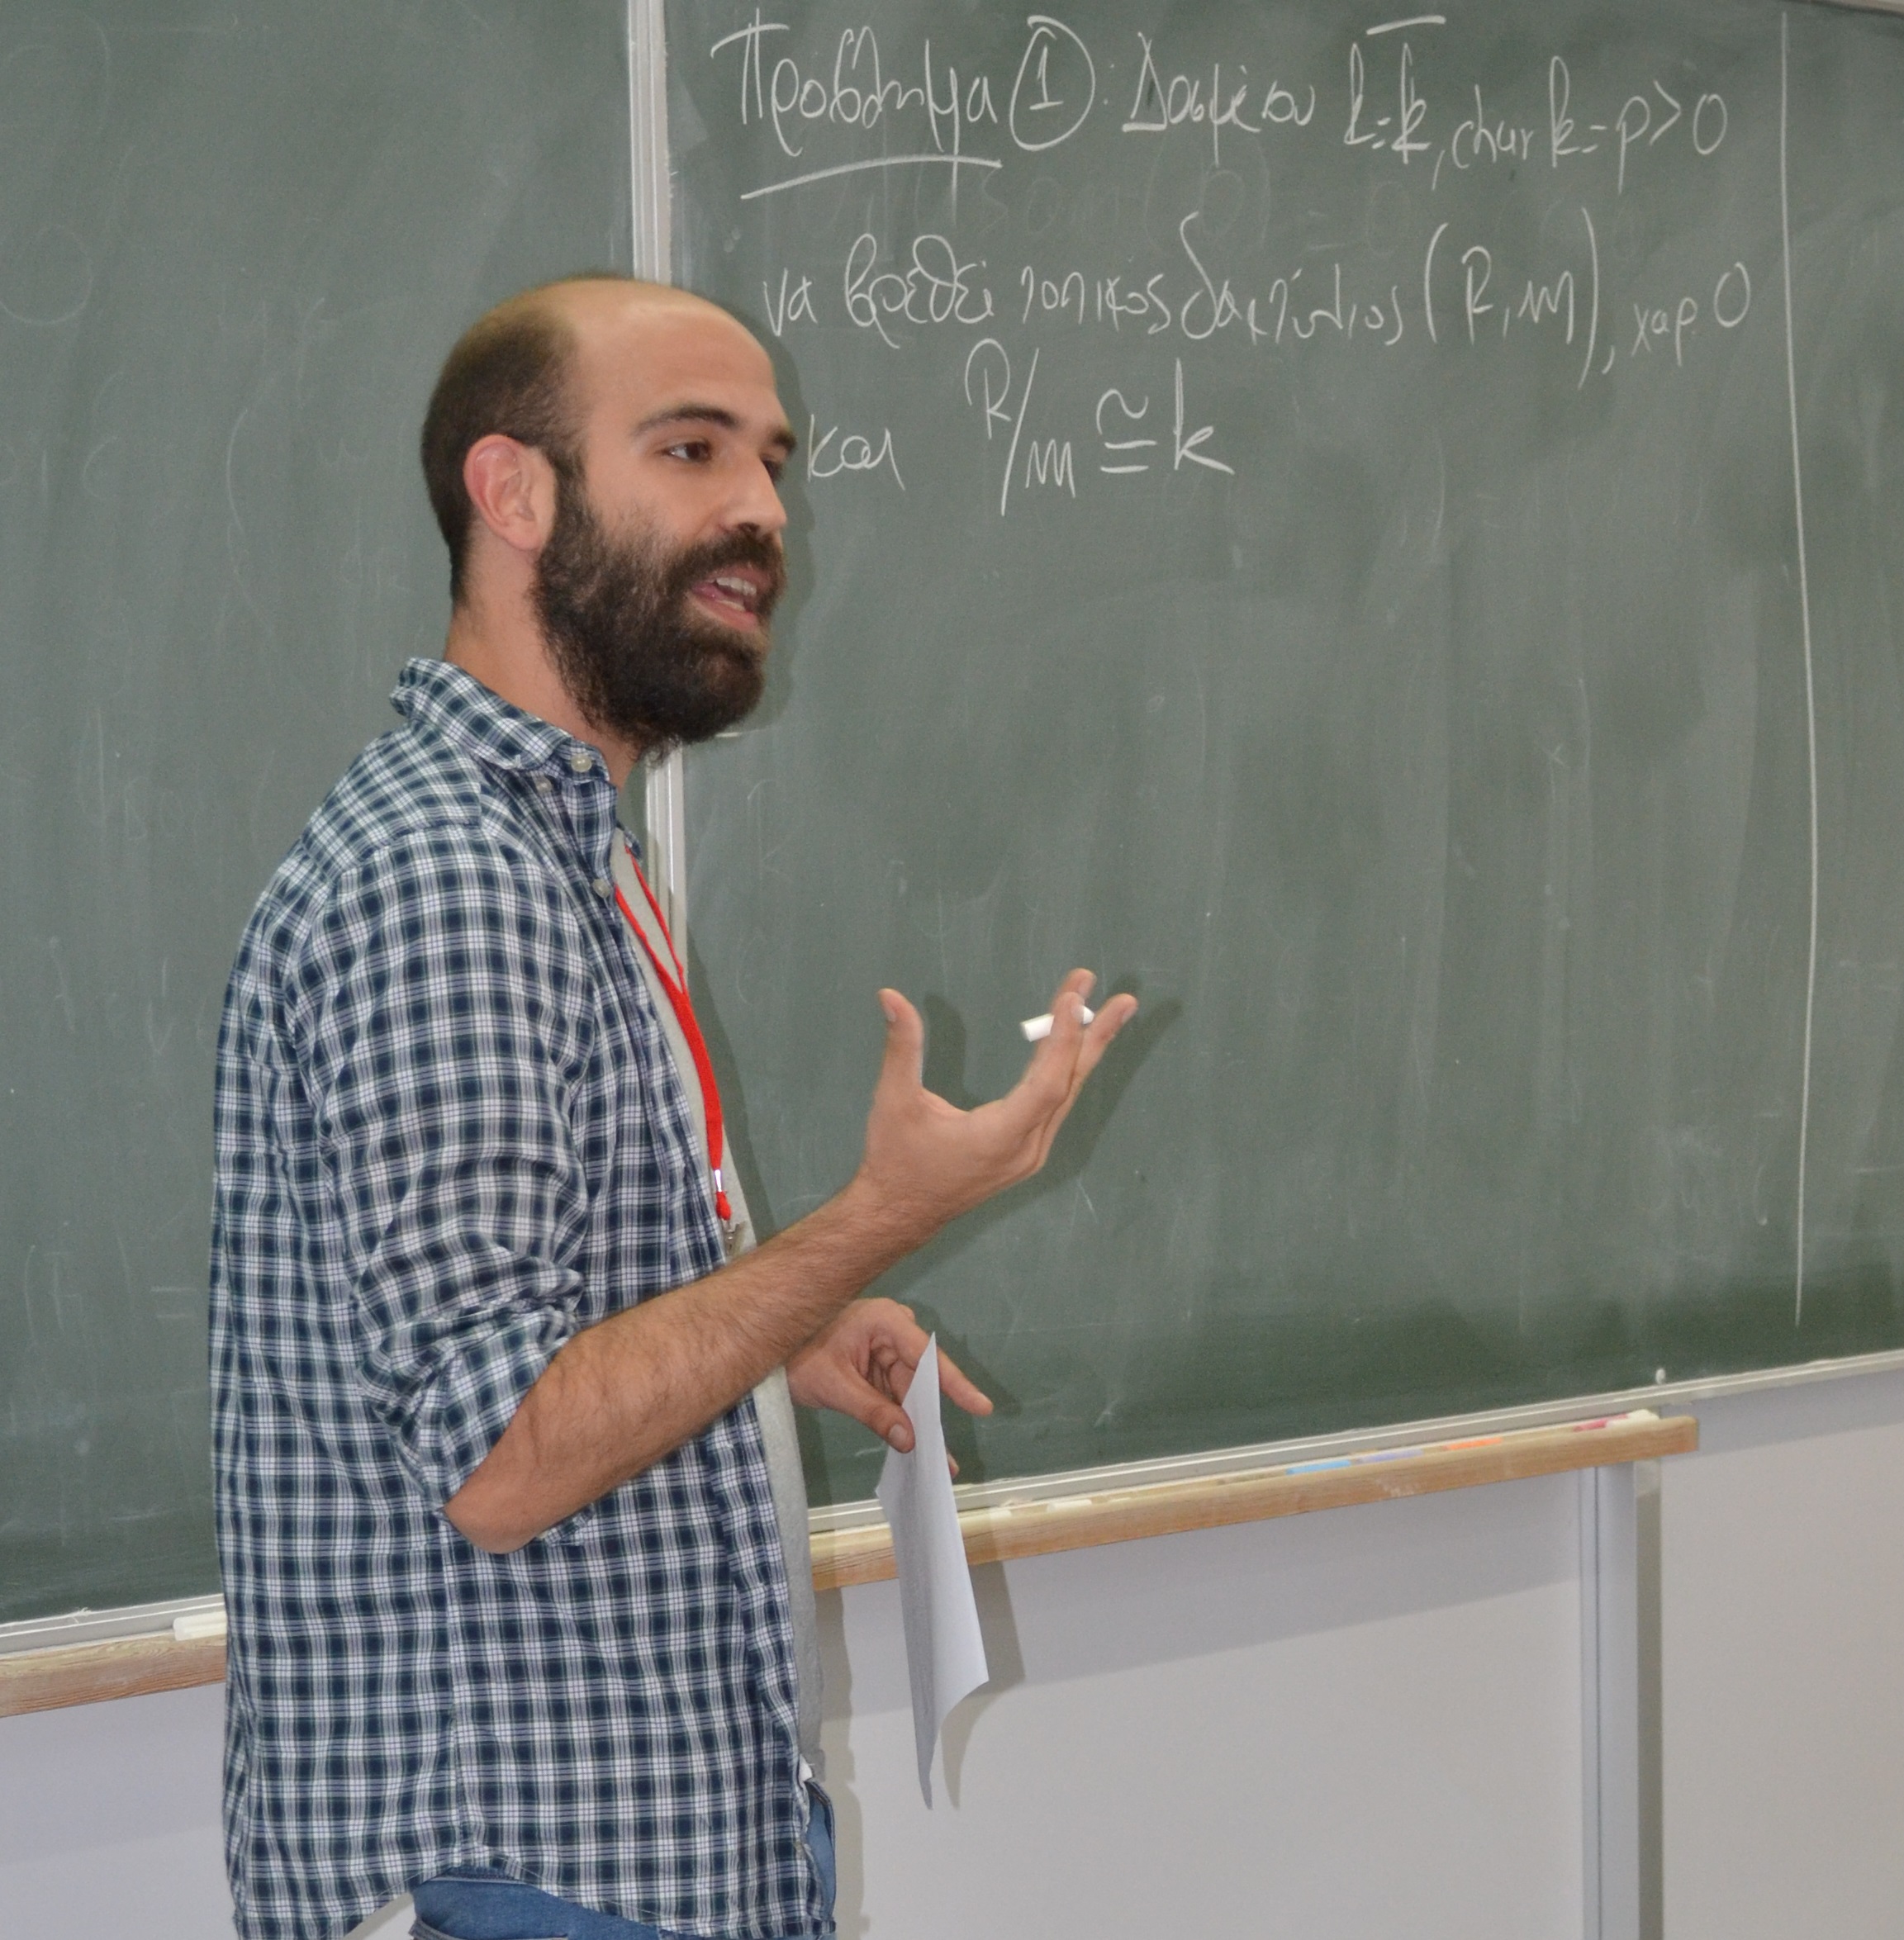 Πρόβλημα ①: Δοσμένου k=k̅, char k=p>0
να βρεθεί τοπικός δακτύλιος (R,m), χαρ. 0
και R/m ≅ k